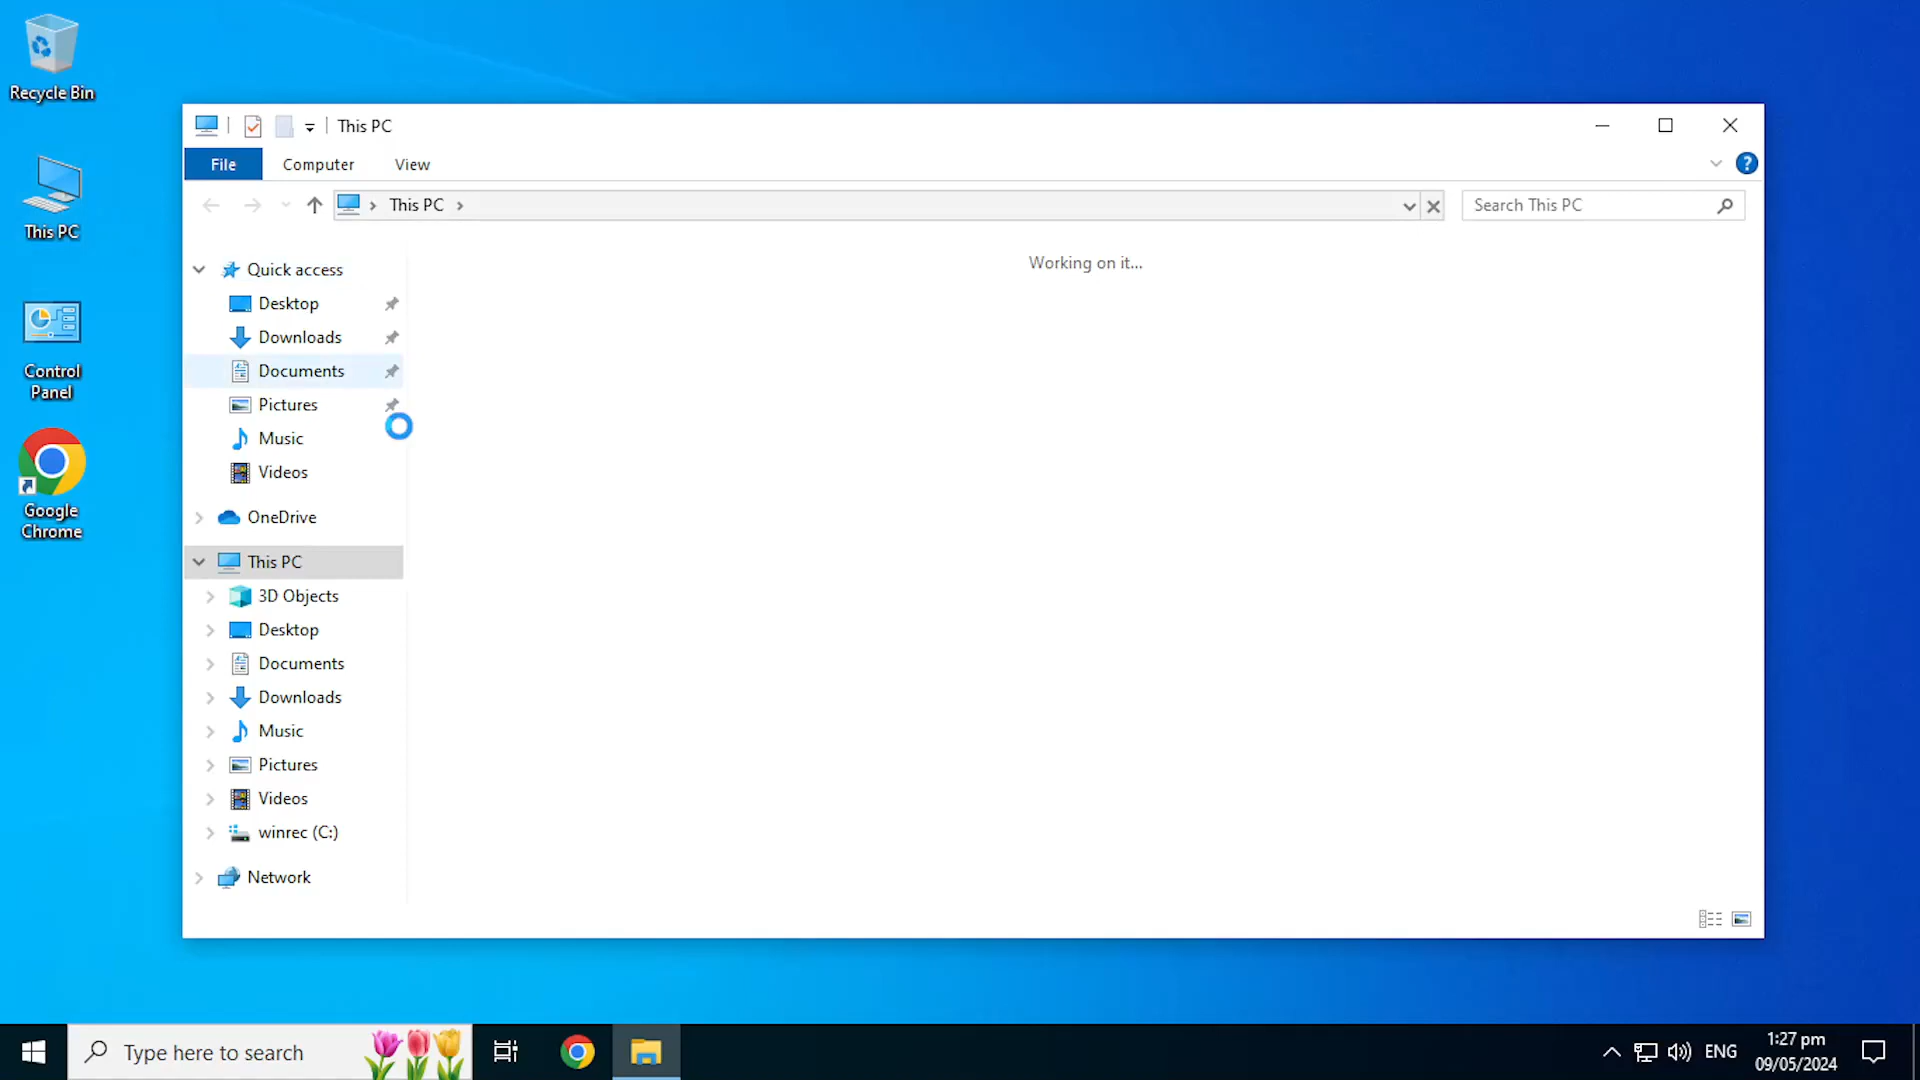 Recycle Bin
This PC
Control
Panel
Google
Chrome
This PC
File Computer View
This PC
Search This PC
Quick access
Desktop
Downloads
Documents
Pictures
Music
Videos
OneDrive
This PC
3D Objects
Desktop
Documents
Downloads
Music
Pictures
Videos
winrec (C:)
Network
Working on it...
Type here to search
ENG
1:27 pm
09/05/2024